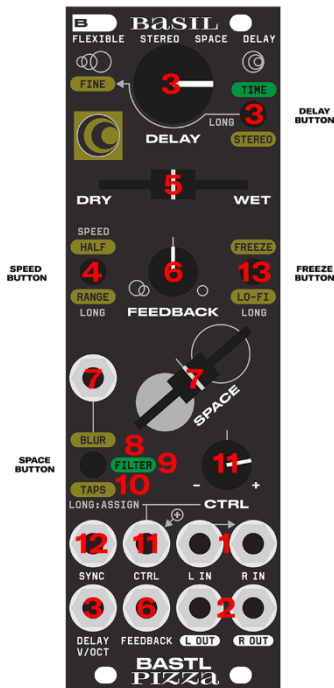 B BASIL
FLEXIBLE STEREO SPACE DELAY
FINE
TIME
3
LONG
3
DELAY
BUTTON
DELAY
STEREO
5
DRY
WET
SPEED
HALF
FREEZE
SPEED
BUTTON
4
6
13
FREEZE
BUTTON
RANGE
LO-FI
LONG
FEEDBACK
LONG
7
7
SPACE
BLUR
8
SPACE
BUTTON
FILTER 9
11
TAPS
10
- +
LONG:ASSIGN
CTRL
12 11 1
SYNC CTRL L IN R IN
3 6 2
DELAY
V/OCT
FEEDBACK L OUT R OUT
BASTL
PIZZA